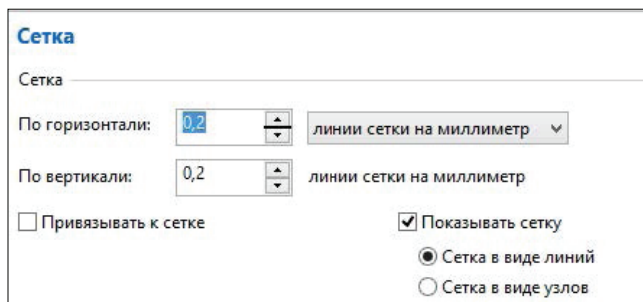 Сетка
Сетка
По горизонтали: 0,2 линии сетки на миллиметр
По вертикали: 0,2 линии сетки на миллиметр
Привязывать к сетке Показывать сетку
Сетка в виде линий
Сетка в виде узлов